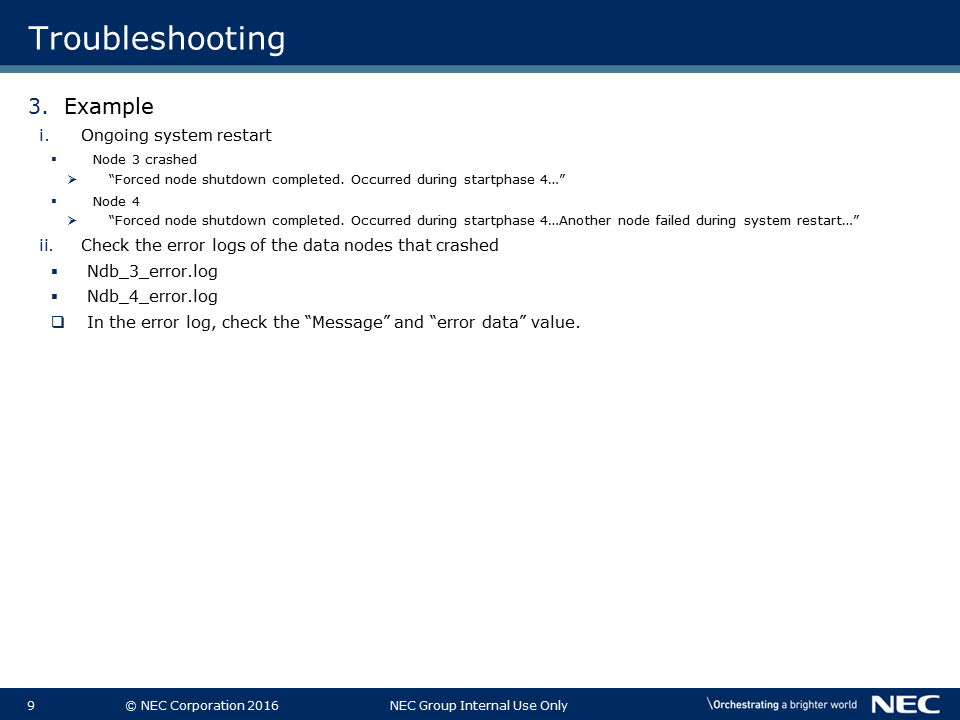 Troubleshooting
3. Example
i. Ongoing system restart
▪ Node 3 crashed
➢ “Forced node shutdown completed. Occurred during startphase 4…”
▪ Node 4
➢ “Forced node shutdown completed. Occurred during startphase 4…Another node failed during system restart…”
ii. Check the error logs of the data nodes that crashed
▪ Ndb_3_error.log
▪ Ndb_4_error.log
❑ In the error log, check the “Message” and “error data” value.
9 © NEC Corporation 2016 NEC Group Internal Use Only \Orchestrating a brighter world NEC